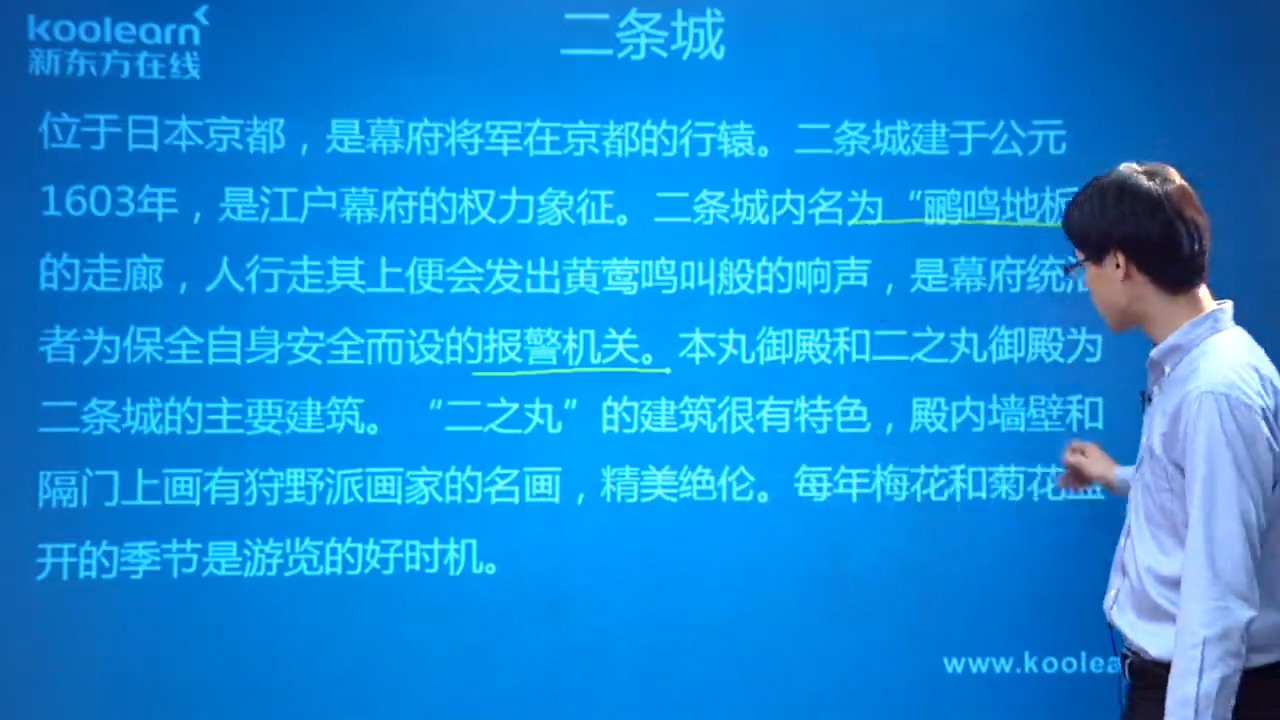 koolearn
新东方在线
二条城
位于日本京都，是幕府将军在京都的行辕。二条城建于公元
1603年，是江户幕府的权力象征。二条城内名为“鹂鸣地板
的走廊，人行走其上便会发出黄莺鸣叫般的响声，是幕府统治
者为保全自身安全而设的报警机关。本丸御殿和二之丸御殿为
二条城的主要建筑。“二之丸”的建筑很有特色，殿内墙壁和
隔门上画有狩野派画家的名画，精美绝伦。每年梅花和菊花盛
开的季节是游览的好时机。
www.koolea